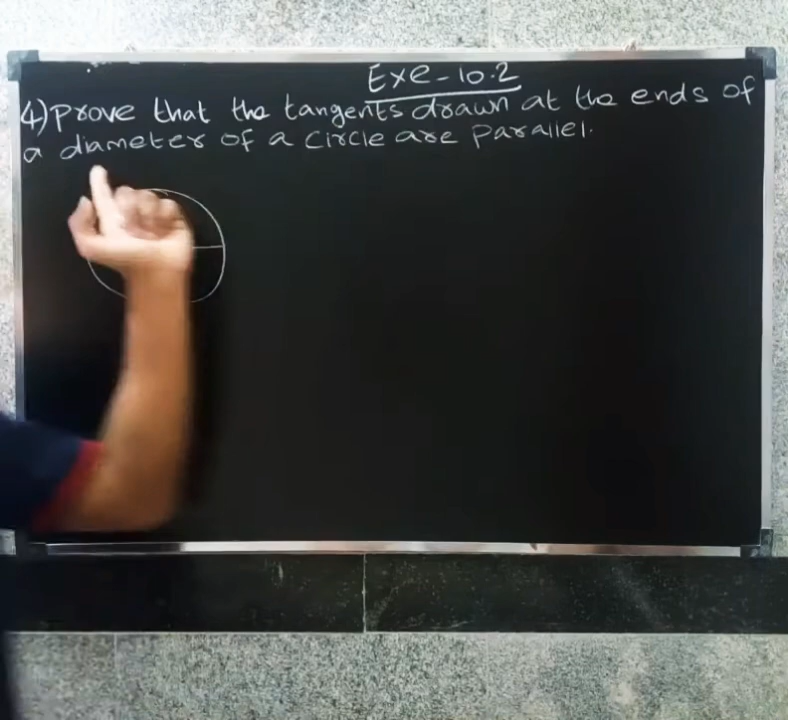 Exe-10.2
4) Prove that the tangents drawn at the ends of
a diameter of a circle are parallel.